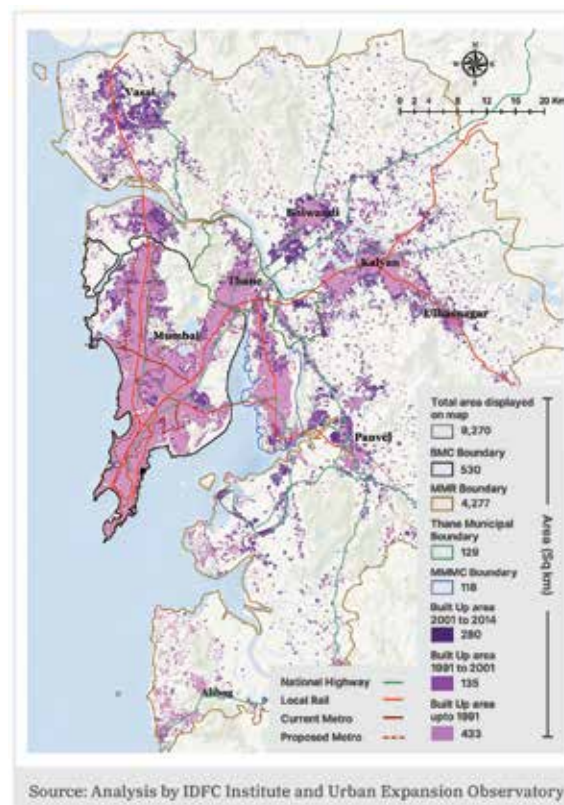 N
0 4 8 12 16 20 Km
Vasai
Bhiwandi
Kalyan
Thane
Ulhasnagar
Mumbai
Panvel
Alibag
Total area displayed
on map
9,270
BMC Boundary
530
MMR Boundary
4,277
Thane Municipal
Boundary
129
MMMC Boundary
118
Built Up area
2001 to 2014
280
Built Up area
1991 to 2001
135
Built Up area
upto 1991
433
Area (Sq km)
National Highway
Local Rail
Current Metro
Proposed Metro
Source: Analysis by IDFC Institute and Urban Expansion Observatory